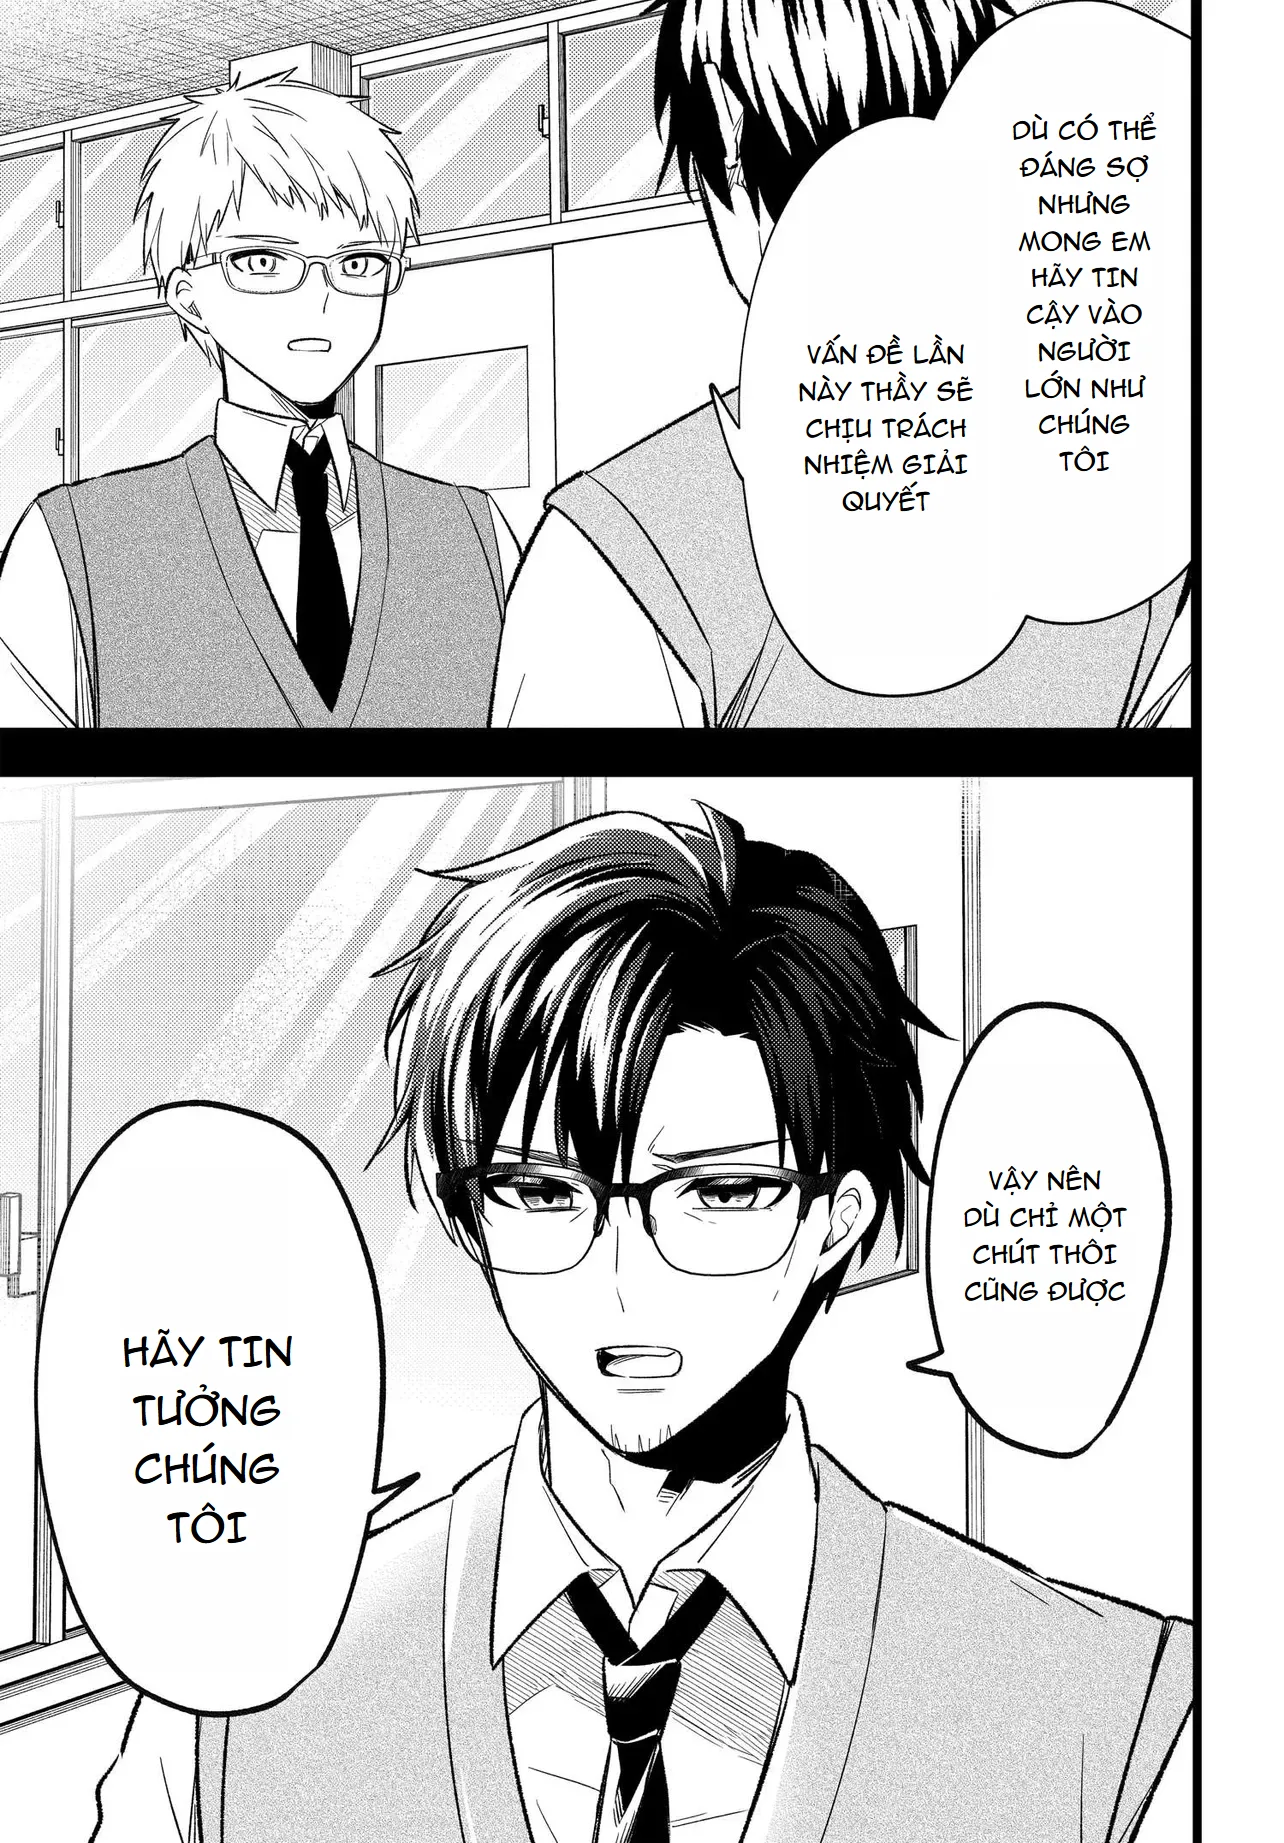 DÙ CÓ THỂ
ĐÁNG SỢ
NHƯNG
MONG EM
HÃY TIN
CẬY VÀO
NGƯỜI
LỚN NHƯ
CHÚNG
TÔI
VẤN ĐỀ LẦN
NÀY THẦY SẼ
CHỊU TRÁCH
NHIỆM GIẢI
QUYẾT
VẬY NÊN
DÙ CHỈ MỘT
CHÚT THÔI
CŨNG ĐƯỢC
HÃY TIN
TƯỞNG
CHÚNG
TÔI